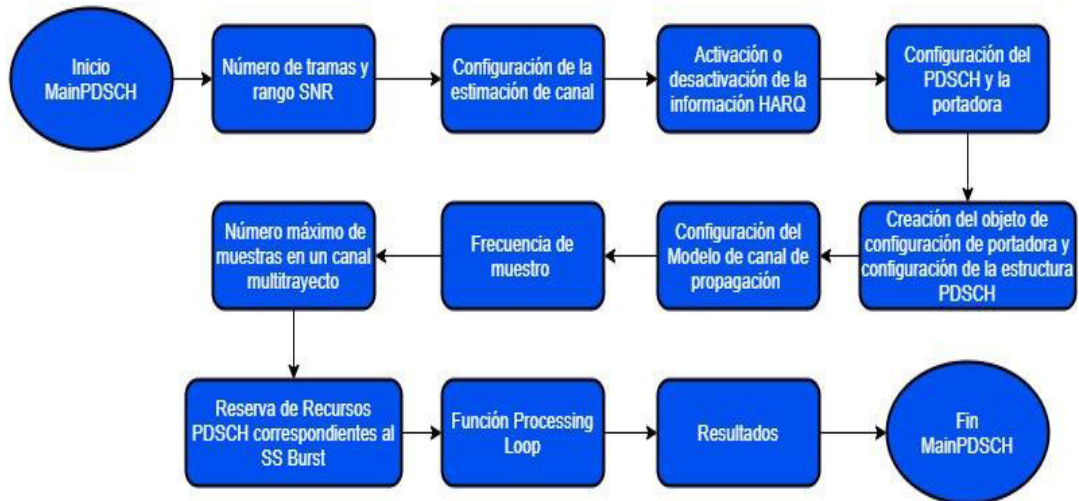 Inicio
MainPDSCH
Número de tramas y
rango SNR
Configuración de la
estimación de canal
Activación o
desactivación de la
información HARQ
Configuración del
PDSCH y la
portadora
Creación del objeto de
configuración de portadora y
configuración de la estructura
PDSCH
Configuración del
Modelo de canal de
propagación
Frecuencia de
muestro
Número máximo de
muestras en un canal
multitrayecto
Reserva de Recursos
PDSCH correspondientes al
SS Burst
Función Processing
Loop
Resultados
Fin
MainPDSCH